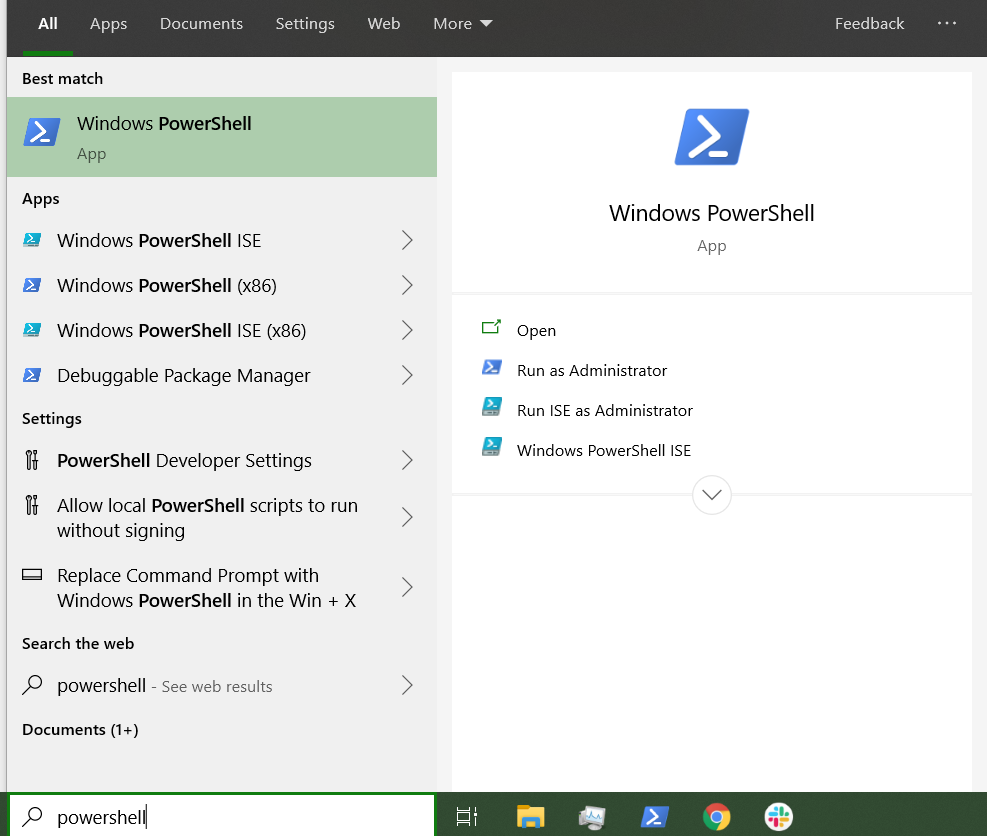 All Apps Documents Settings Web More Feedback ...
Best match
Windows PowerShell
App
Apps
Windows PowerShell ISE
Windows PowerShell (x86)
Windows PowerShell ISE (x86)
Debuggable Package Manager
Settings
PowerShell Developer Settings
Allow local PowerShell scripts to run
without signing
Replace Command Prompt with
Windows PowerShell in the Win + X
Search the web
powershell - See web results
Documents (1+)
powershell
Windows PowerShell
App
Open
Run as Administrator
Run ISE as Administrator
Windows PowerShell ISE